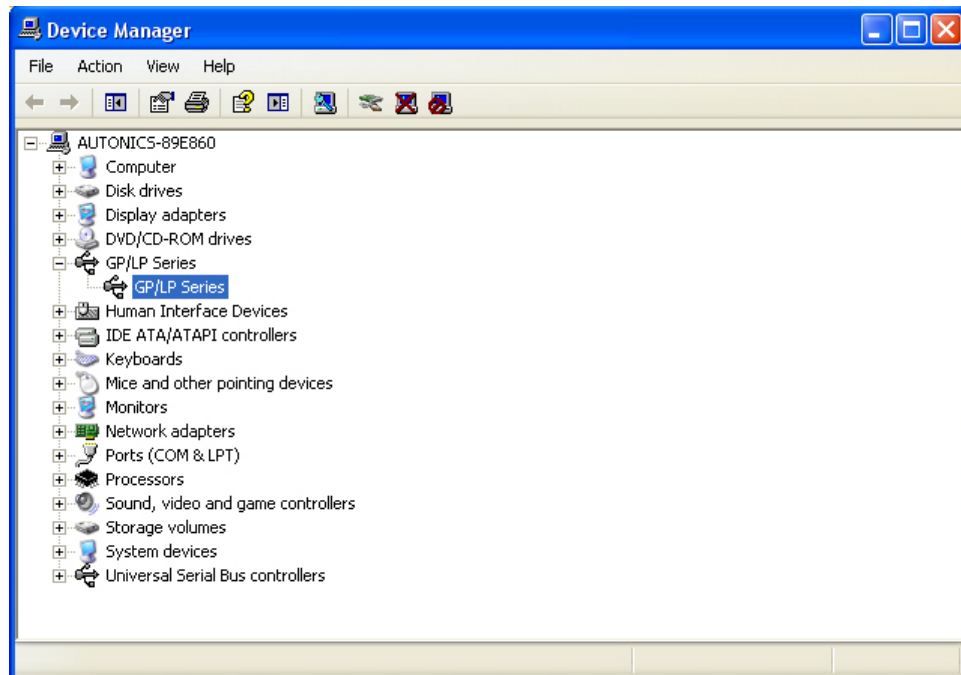 Device Manager
File Action View Help
AUTONICS-89E860
Computer
Disk drives
Display adapters
DVD/CD-ROM drives
GP/LP Series
GP/LP Series
Human Interface Devices
IDE ATA/ATAPI controllers
Keyboards
Mice and other pointing devices
Monitors
Network adapters
Ports (COM & LPT)
Processors
Sound, video and game controllers
Storage volumes
System devices
Universal Serial Bus controllers